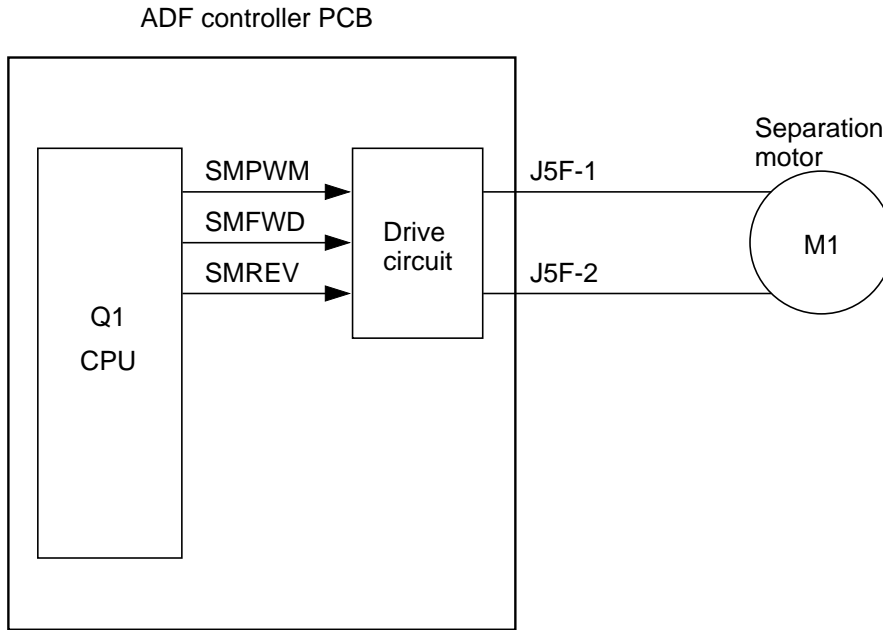 ADF controller PCB
Separation
motor
SMPWM
J5F-1
SMFWD
Drive
circuit
M1
SMREV
J5F-2
Q1
CPU